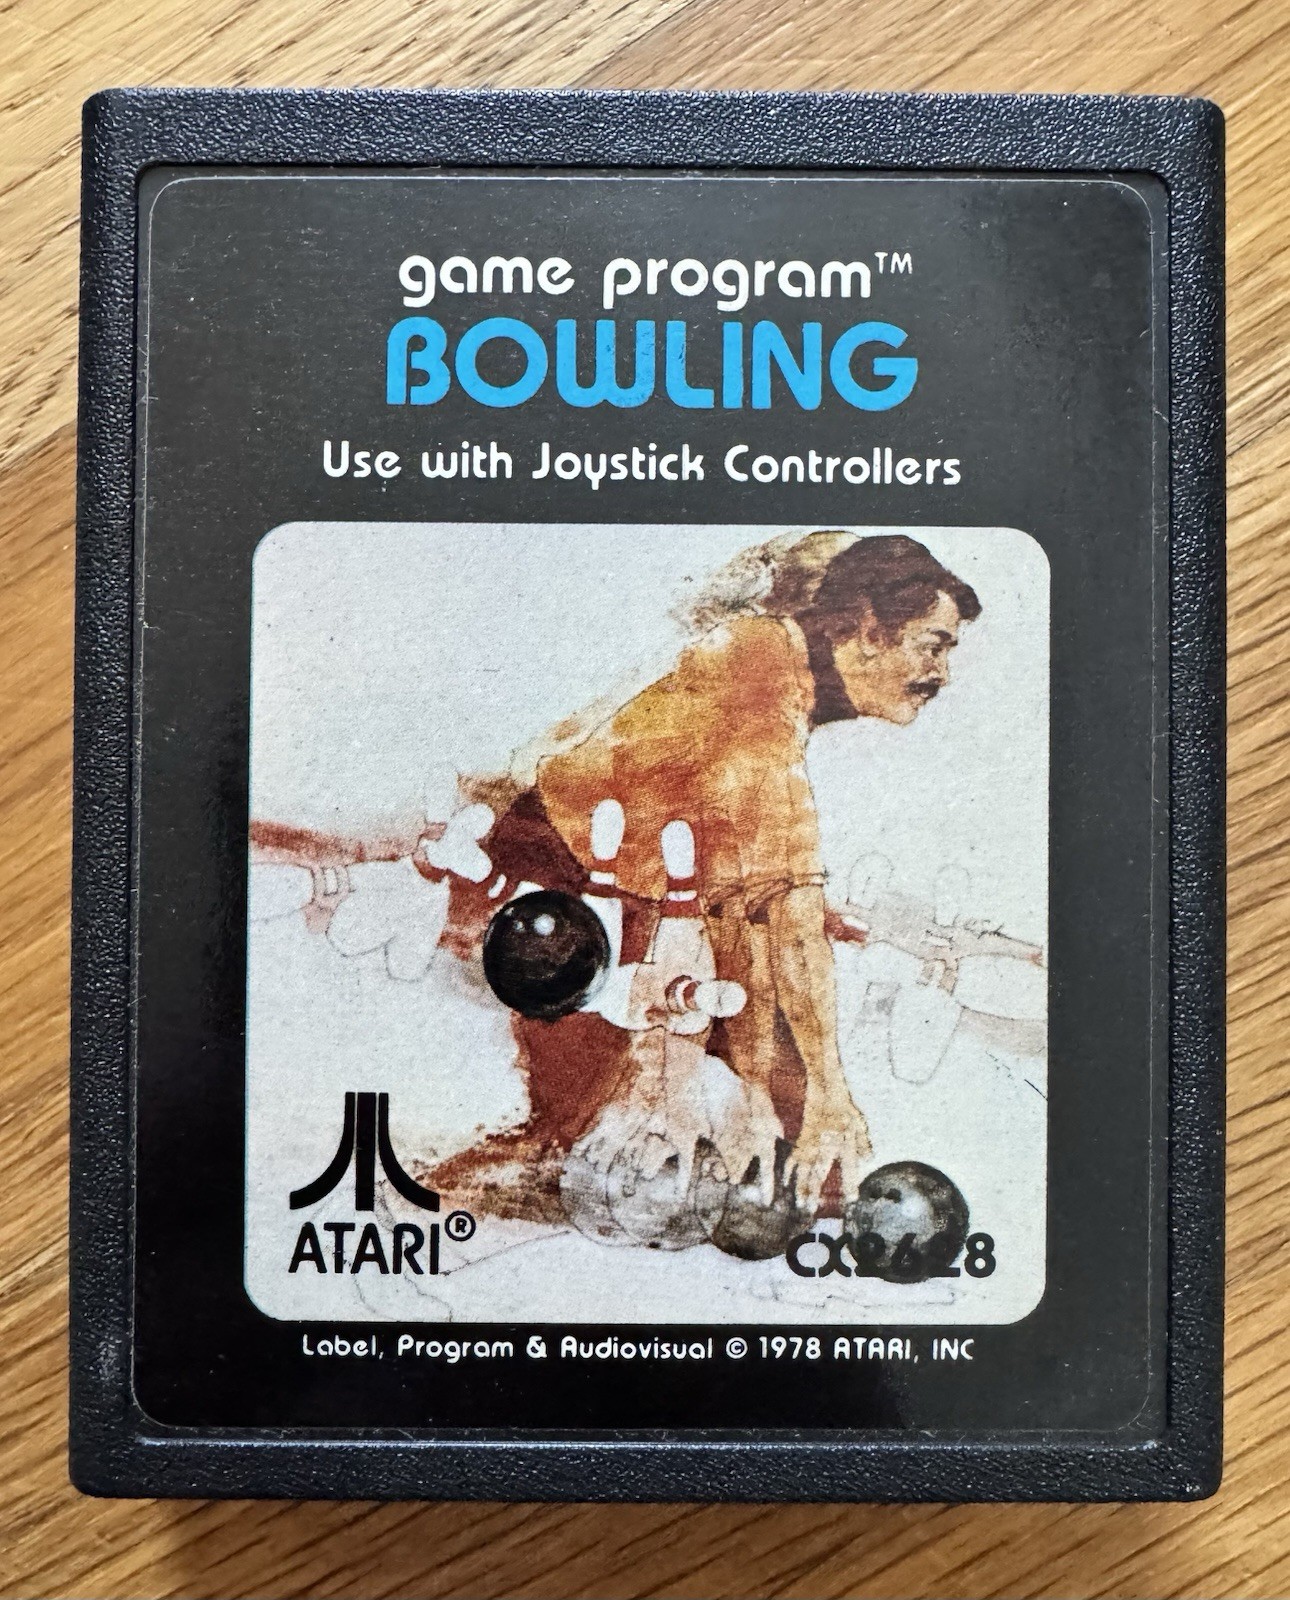 game program™
BOWLING
Use with Joystick Controllers
ATARI®
CX2628
Label, Program & Audiovisual © 1978 ATARI, INC